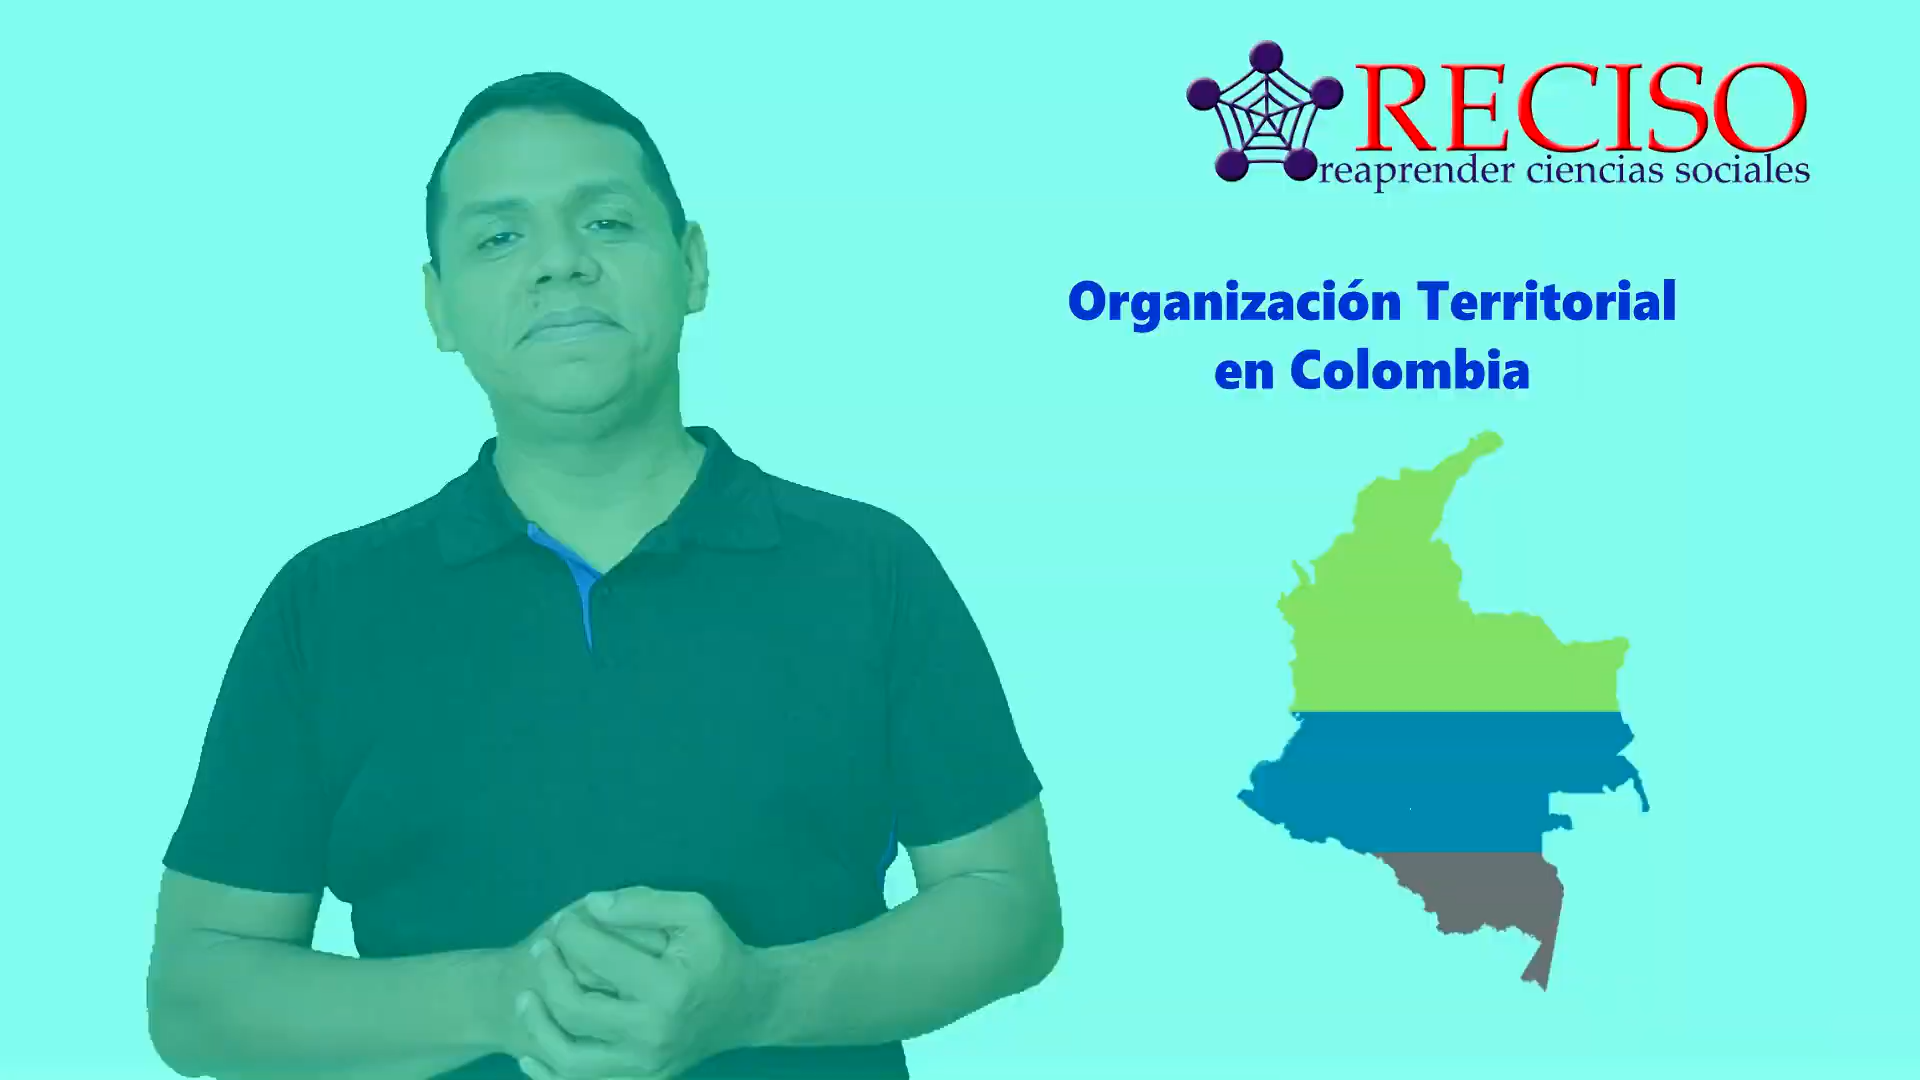 RECISO
reaprender ciencias sociales
Organización Territorial
en Colombia